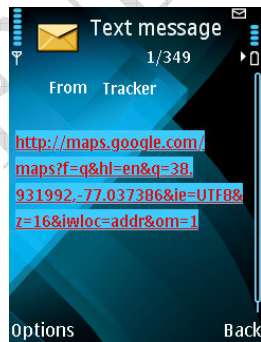 Text message
1/349
From Tracker
http://maps.google.com/
maps?f=q&hl=en&q=38.
931992,-77.037386&ie=UTF8&
z=16&iwloc=addr&om=1
Options Back